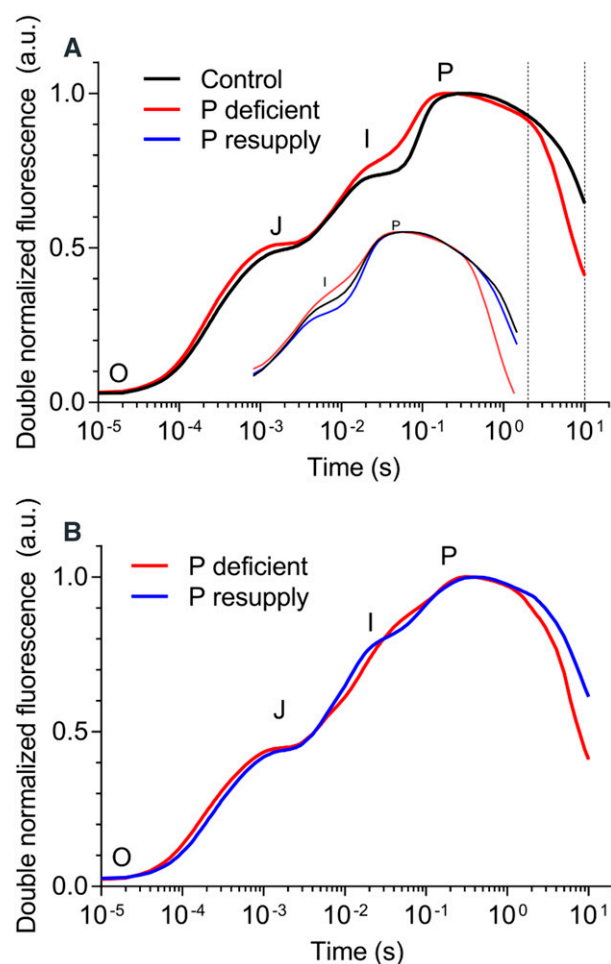 A
Double normalized fluorescence (a.u.)
Control
P deficient
P resupply
O
J
I
P
I
P
1.0
0.5
0.0
10⁻⁵ 10⁻⁴ 10⁻³ 10⁻² 10⁻¹ 10⁰ 10¹
Time (s)
B
Double normalized fluorescence (a.u.)
P deficient
P resupply
O
J
I
P
1.0
0.5
0.0
10⁻⁵ 10⁻⁴ 10⁻³ 10⁻² 10⁻¹ 10⁰ 10¹
Time (s)